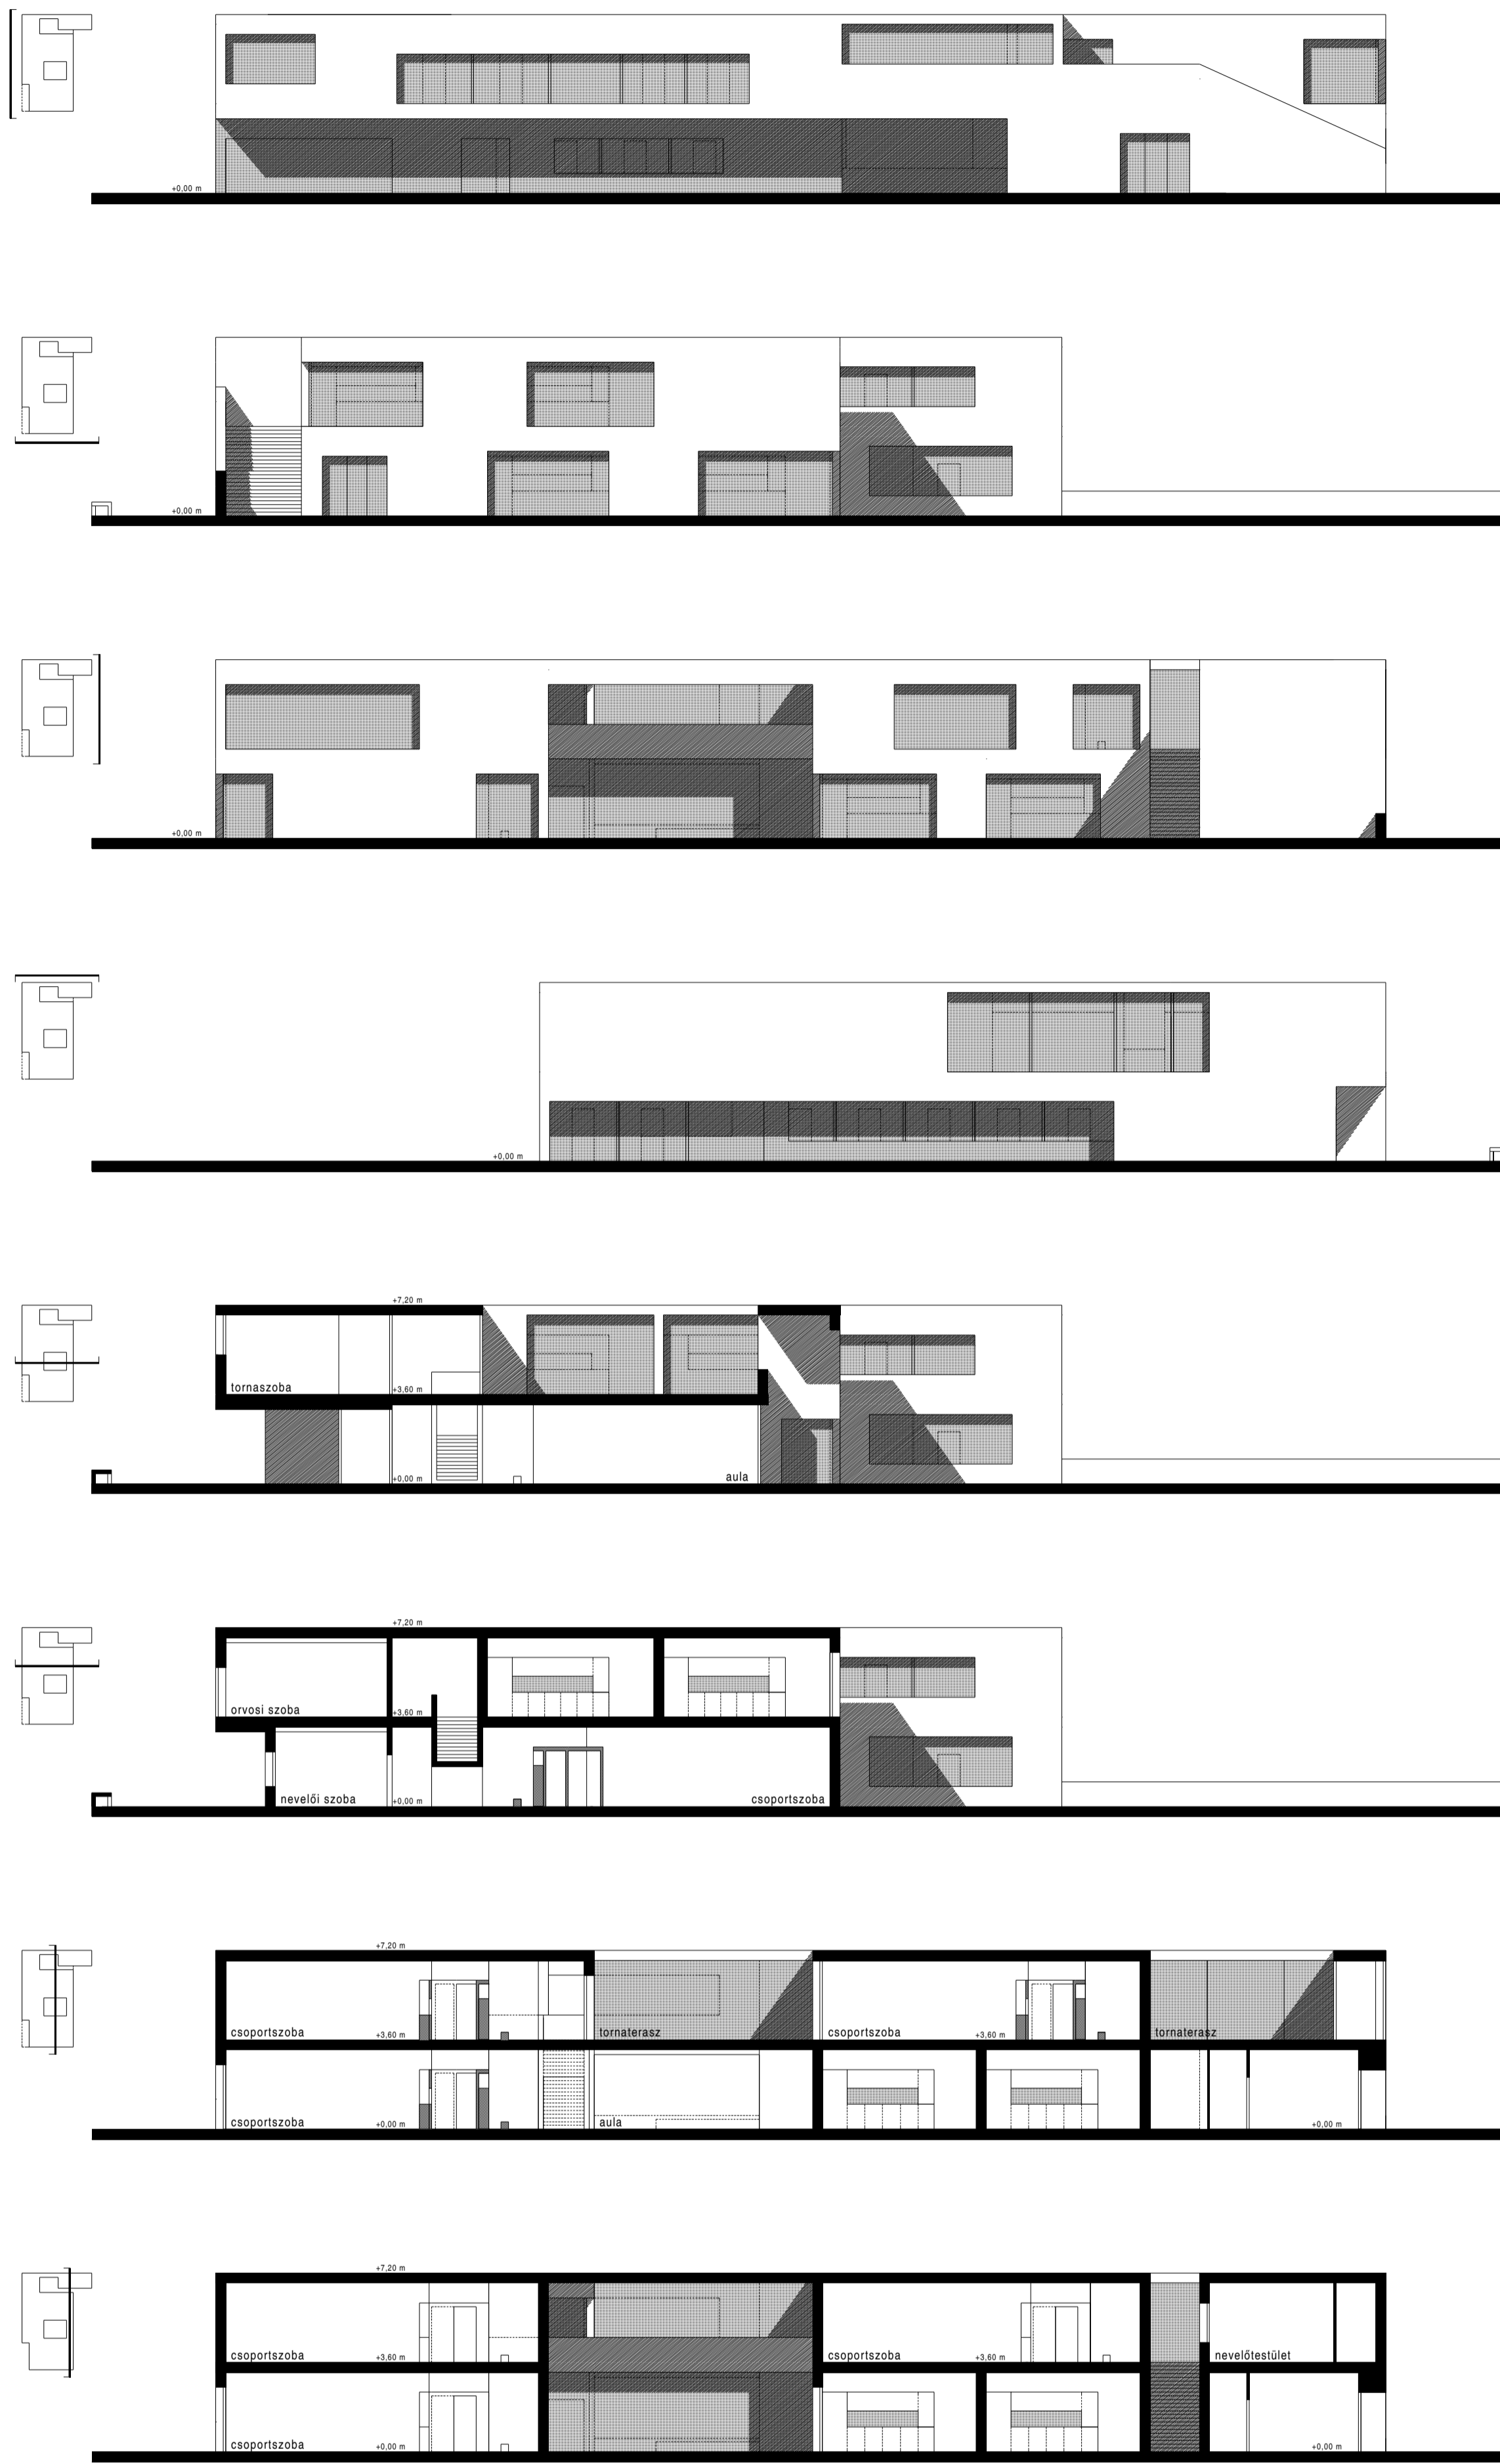 +0,00 m
+0,00 m
+0,00 m
+0,00 m
+7,20 m
tornaszoba
+3,60 m
+0,00 m
aula
+7,20 m
orvosi szoba
+3,60 m
nevelői szoba
+0,00 m
csoportszoba
+7,20 m
csoportszoba
+3,60 m
tornaterasz
csoportszoba
+3,60 m
tornaterasz
csoportszoba
+0,00 m
aula
+0,00 m
+7,20 m
csoportszoba
+3,60 m
csoportszoba
+3,60 m
nevelőtestület
csoportszoba
+0,00 m
+0,00 m